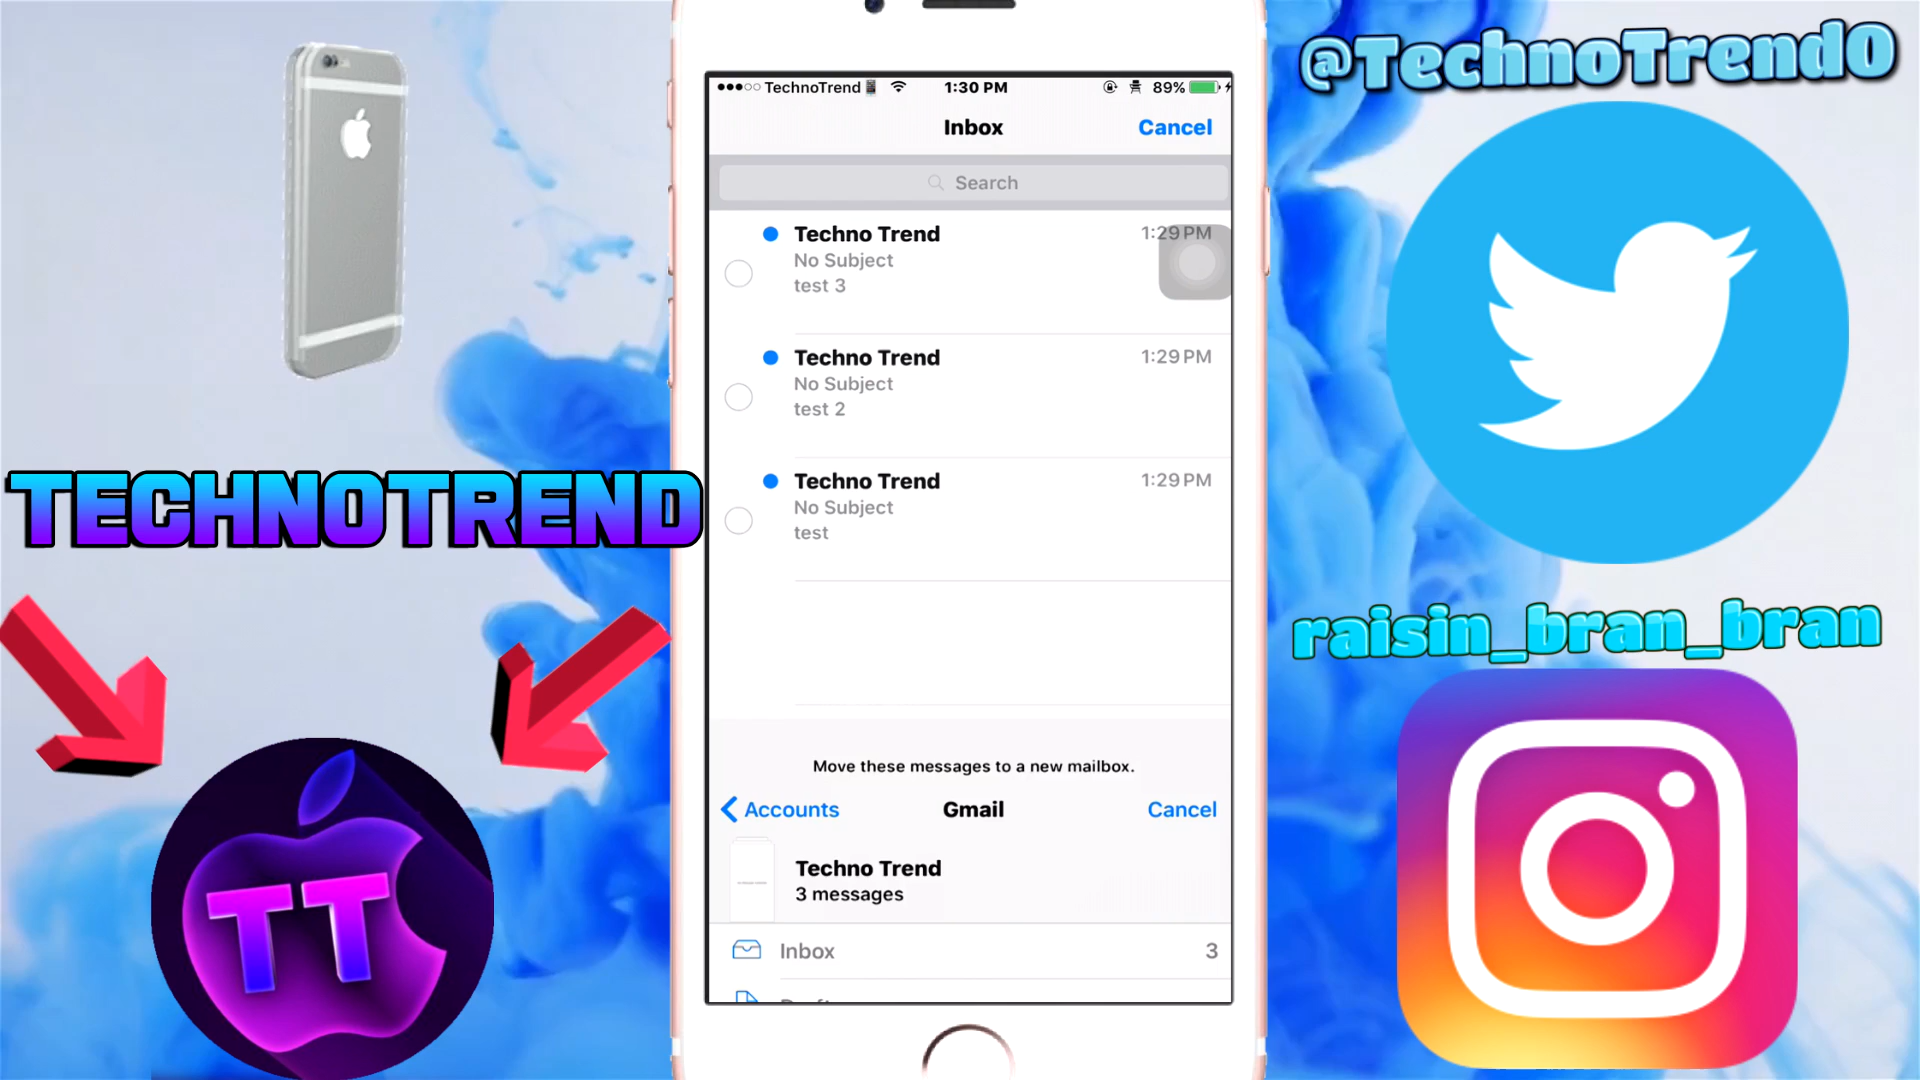 @TechnoTrend0
TechnoTrend
1:30 PM
89%
Inbox
Cancel
Search
Techno Trend
1:29 PM
No Subject
test 3
Techno Trend
1:29 PM
No Subject
test 2
Techno Trend
1:29 PM
No Subject
test
TECHNOTREND
raisin_bran_bran
Move these messages to a new mailbox.
Accounts
Gmail
Cancel
Techno Trend
3 messages
Inbox
3
TT